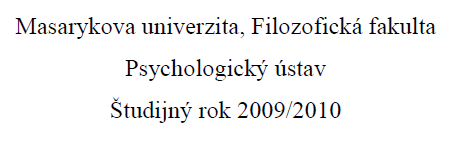 Masarykova univerzita, Filozofická fakulta
Psychologický ústav
Študijný rok 2009/2010